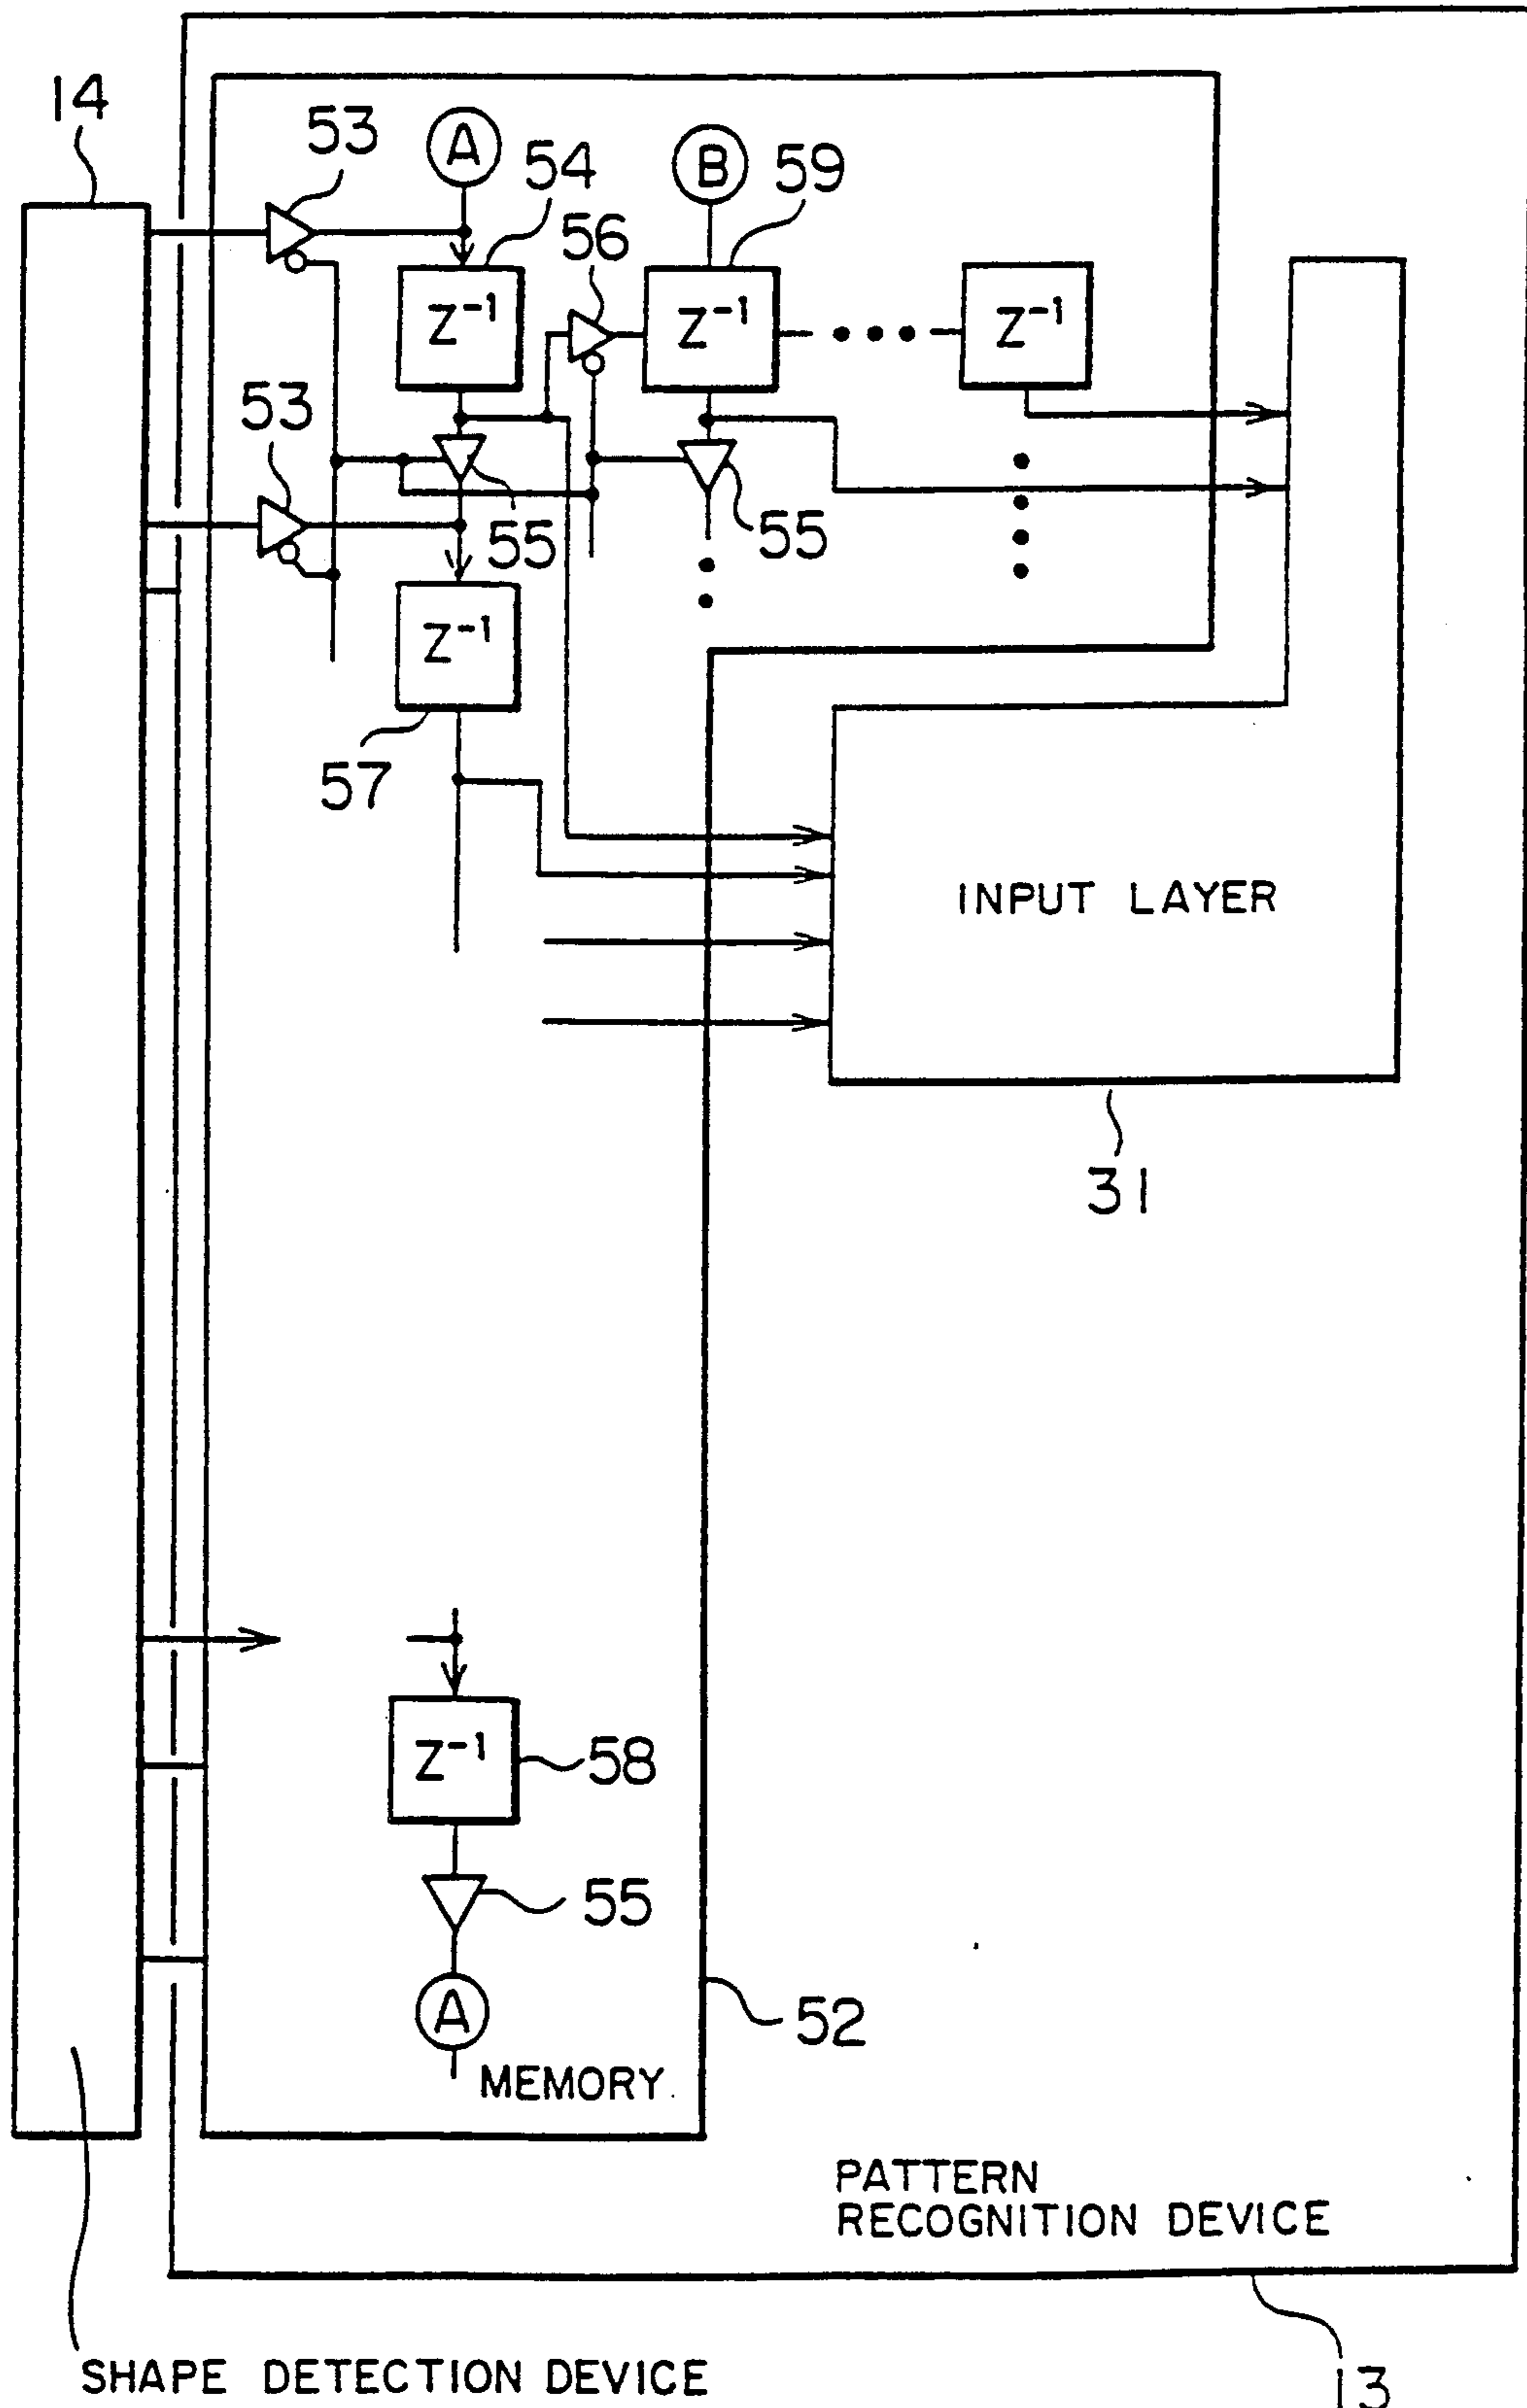 14
53
A
54
B
59
56
Z⁻¹
Z⁻¹
Z⁻¹
53
55
55
Z⁻¹
57
INPUT LAYER
31
Z⁻¹
58
55
A
52
MEMORY
PATTERN
RECOGNITION DEVICE
SHAPE DETECTION DEVICE
13